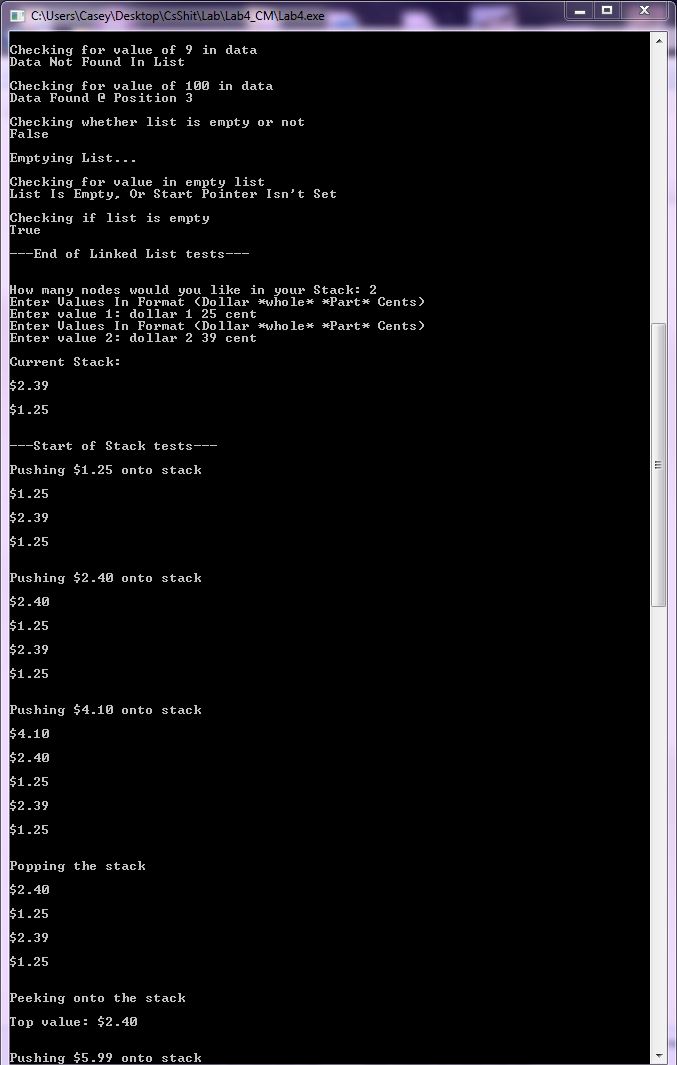 C:\Users\Casey\Desktop\CsShit\Lab\Lab4_CM\Lab4.exe
Checking for value of 9 in data
Data Not Found In List
Checking for value of 100 in data
Data Found @ Position 3
Checking whether list is empty or not
False
Emptying List...
Checking for value in empty list
List Is Empty, Or Start Pointer Isn't Set
Checking if list is empty
True
---End of Linked List tests---
How many nodes would you like in your Stack: 2
Enter Values In Format (Dollar *whole* *Part* Cents)
Enter value 1: dollar 1 25 cent
Enter Values In Format (Dollar *whole* *Part* Cents)
Enter value 2: dollar 2 39 cent
Current Stack:
$2.39
$1.25
---Start of Stack tests---
Pushing $1.25 onto stack
$1.25
$2.39
$1.25
Pushing $2.40 onto stack
$2.40
$1.25
$2.39
$1.25
Pushing $4.10 onto stack
$4.10
$2.40
$1.25
$2.39
$1.25
Popping the stack
$2.40
$1.25
$2.39
$1.25
Peeking onto the stack
Top value: $2.40
Pushing $5.99 onto stack